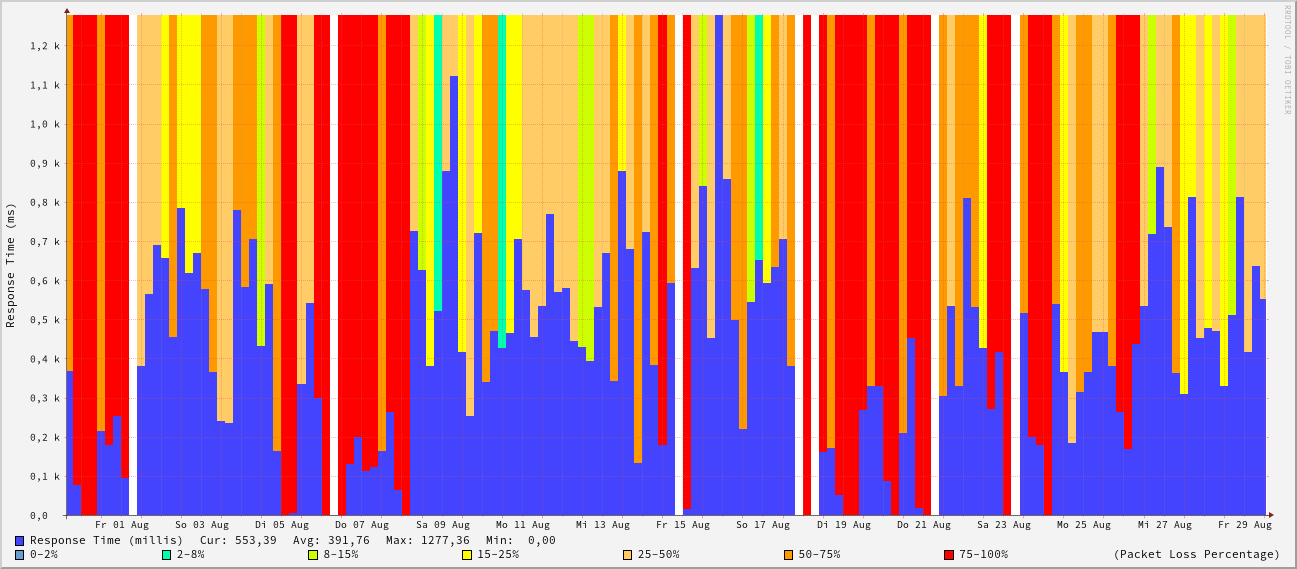 RRDTOOL / TOBI OETIKER
Response Time (ms)
1,2 k
1,1 k
1,0 k
0,9 k
0,8 k
0,7 k
0,6 k
0,5 k
0,4 k
0,3 k
0,2 k
0,1 k
0,0
Fr 01 Aug So 03 Aug Di 05 Aug Do 07 Aug Sa 09 Aug Mo 11 Aug Mi 13 Aug Fr 15 Aug So 17 Aug Di 19 Aug Do 21 Aug Sa 23 Aug Mo 25 Aug Mi 27 Aug Fr 29 Aug
Response Time (millis) Cur: 553,39 Avg: 391,76 Max: 1277,36 Min: 0,00
0-2% 2-8% 8-15% 15-25% 25-50% 50-75% 75-100% (Packet Loss Percentage)